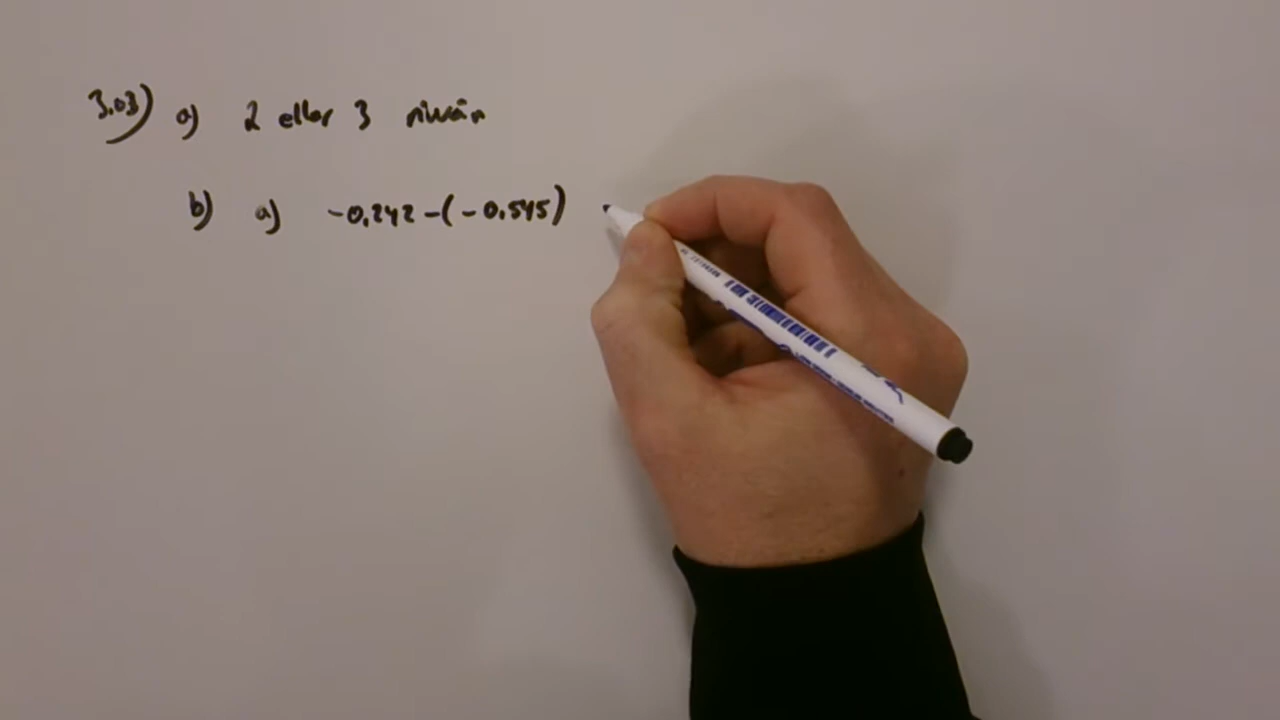 3.03) a) 2 eller 3 nivån
b) a) -0,242-(-0,545)